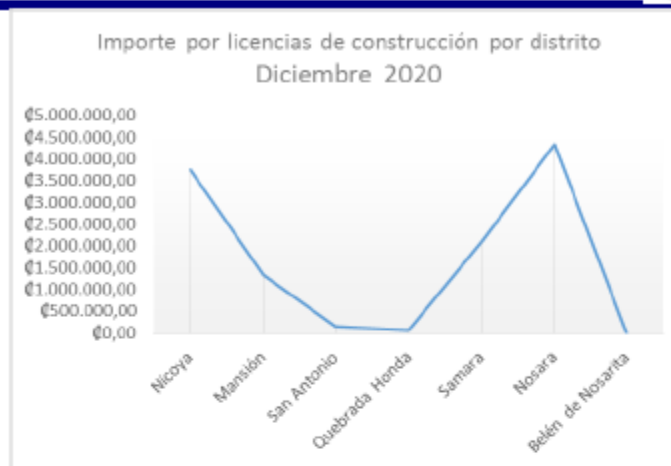 Importe por licencias de construcción por distrito
Diciembre 2020
₡5.000.000,00
₡4.500.000,00
₡4.000.000,00
₡3.500.000,00
₡3.000.000,00
₡2.500.000,00
₡2.000.000,00
₡1.500.000,00
₡1.000.000,00
₡500.000,00
₡0,00
Nicoya
Mansión
San Antonio
Quebrada Honda
Samara
Nosara
Belén de Nosarita